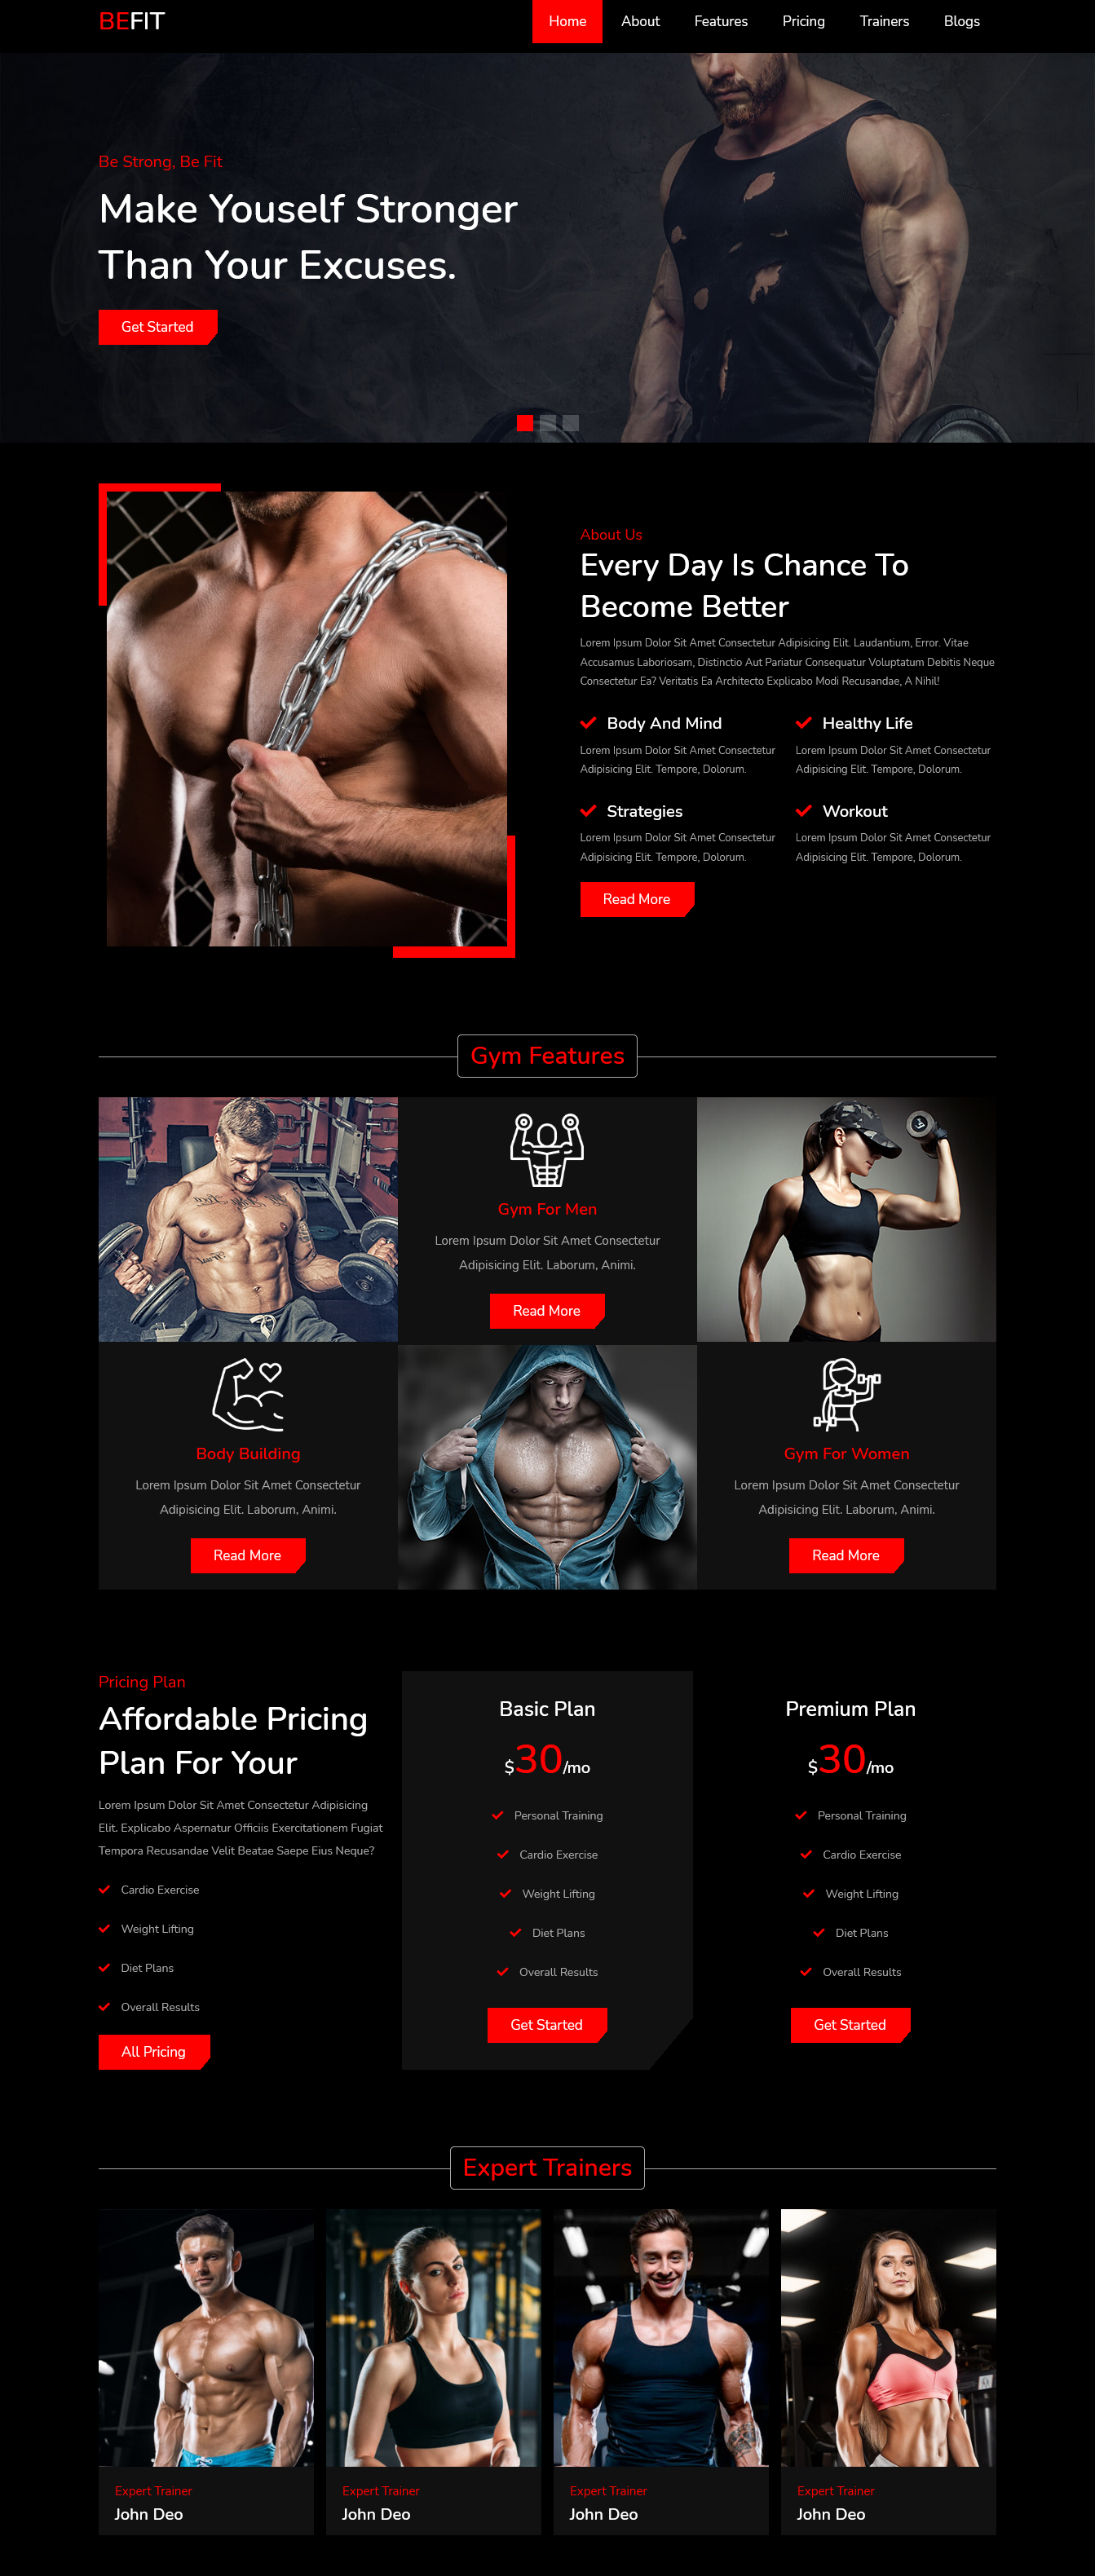 BEFIT
Home About Features Pricing Trainers Blogs
Be Strong, Be Fit
Make Youself Stronger
Than Your Excuses.
Get Started
About Us
Every Day Is Chance To
Become Better
Lorem Ipsum Dolor Sit Amet Consectetur Adipisicing Elit. Laudantium, Error. Vitae
Accusamus Laboriosam, Distinctio Aut Pariatur Consequatur Voluptatum Debitis Neque
Consectetur Ea? Veritatis Ea Architecto Explicabo Modi Recusandae, A Nihil!
Body And Mind
Lorem Ipsum Dolor Sit Amet Consectetur
Adipisicing Elit. Tempore, Dolorum.
Healthy Life
Lorem Ipsum Dolor Sit Amet Consectetur
Adipisicing Elit. Tempore, Dolorum.
Strategies
Lorem Ipsum Dolor Sit Amet Consectetur
Adipisicing Elit. Tempore, Dolorum.
Workout
Lorem Ipsum Dolor Sit Amet Consectetur
Adipisicing Elit. Tempore, Dolorum.
Read More
Gym Features
Gym For Men
Lorem Ipsum Dolor Sit Amet Consectetur
Adipisicing Elit. Laborum, Animi.
Read More
Body Building
Lorem Ipsum Dolor Sit Amet Consectetur
Adipisicing Elit. Laborum, Animi.
Read More
Gym For Women
Lorem Ipsum Dolor Sit Amet Consectetur
Adipisicing Elit. Laborum, Animi.
Read More
Pricing Plan
Affordable Pricing
Plan For Your
Lorem Ipsum Dolor Sit Amet Consectetur Adipisicing
Elit. Explicabo Aspernatur Officiis Exercitationem Fugiat
Tempora Recusandae Velit Beatae Saepe Eius Neque?
Cardio Exercise
Weight Lifting
Diet Plans
Overall Results
All Pricing
Basic Plan
$30/mo
Personal Training
Cardio Exercise
Weight Lifting
Diet Plans
Overall Results
Get Started
Premium Plan
$30/mo
Personal Training
Cardio Exercise
Weight Lifting
Diet Plans
Overall Results
Get Started
Expert Trainers
Expert Trainer
John Deo
Expert Trainer
John Deo
Expert Trainer
John Deo
Expert Trainer
John Deo